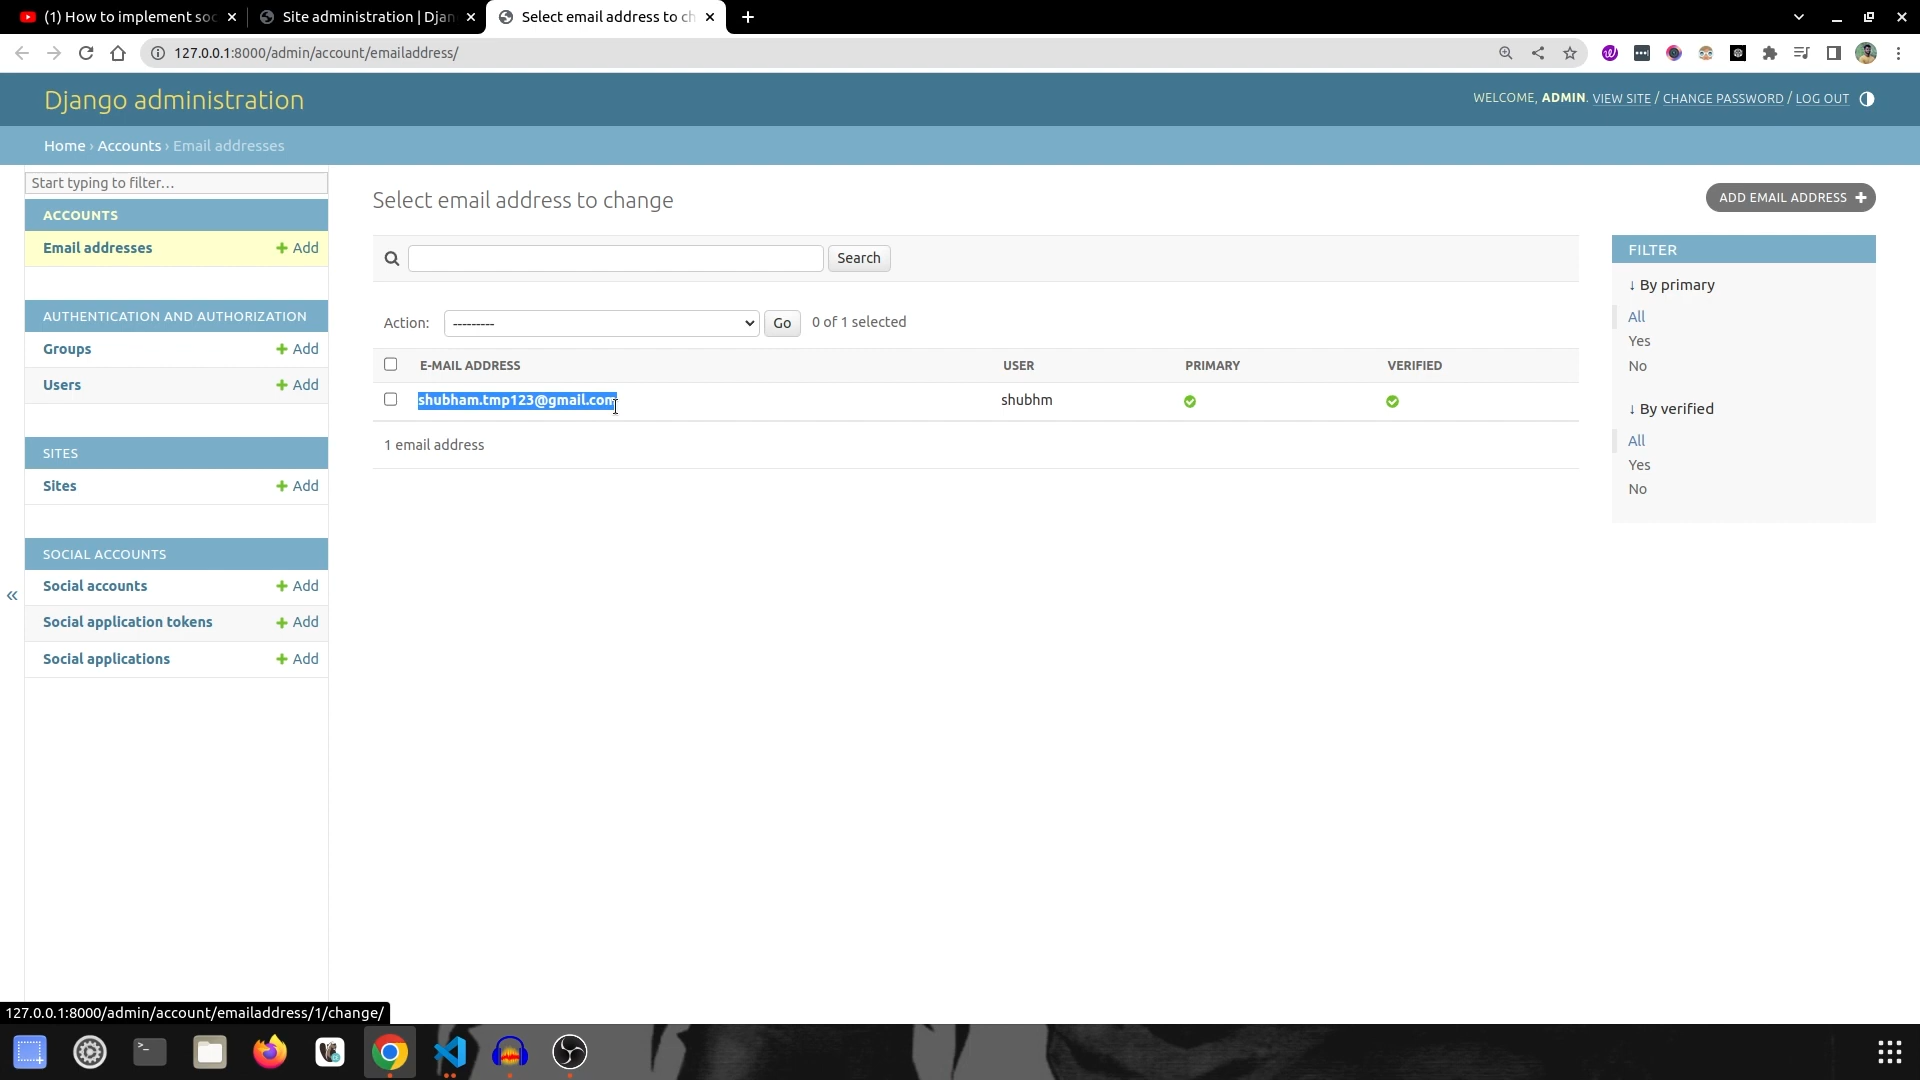 (1) How to implement soc
Site administration | Djan
Select email address to ch
127.0.0.1:8000/admin/account/emailaddress/
Django administration
WELCOME, ADMIN. VIEW SITE / CHANGE PASSWORD / LOG OUT
Home › Accounts › Email addresses
Start typing to filter...
ACCOUNTS
Email addresses + Add
AUTHENTICATION AND AUTHORIZATION
Groups + Add
Users + Add
SITES
Sites + Add
SOCIAL ACCOUNTS
Social accounts + Add
Social application tokens + Add
Social applications + Add
«
Select email address to change
ADD EMAIL ADDRESS +
Search
Action: --------- Go 0 of 1 selected
E-MAIL ADDRESS USER PRIMARY VERIFIED
shubham.tmp123@gmail.com shubhm
1 email address
FILTER
↓ By primary
All
Yes
No
↓ By verified
All
Yes
No
127.0.0.1:8000/admin/account/emailaddress/1/change/